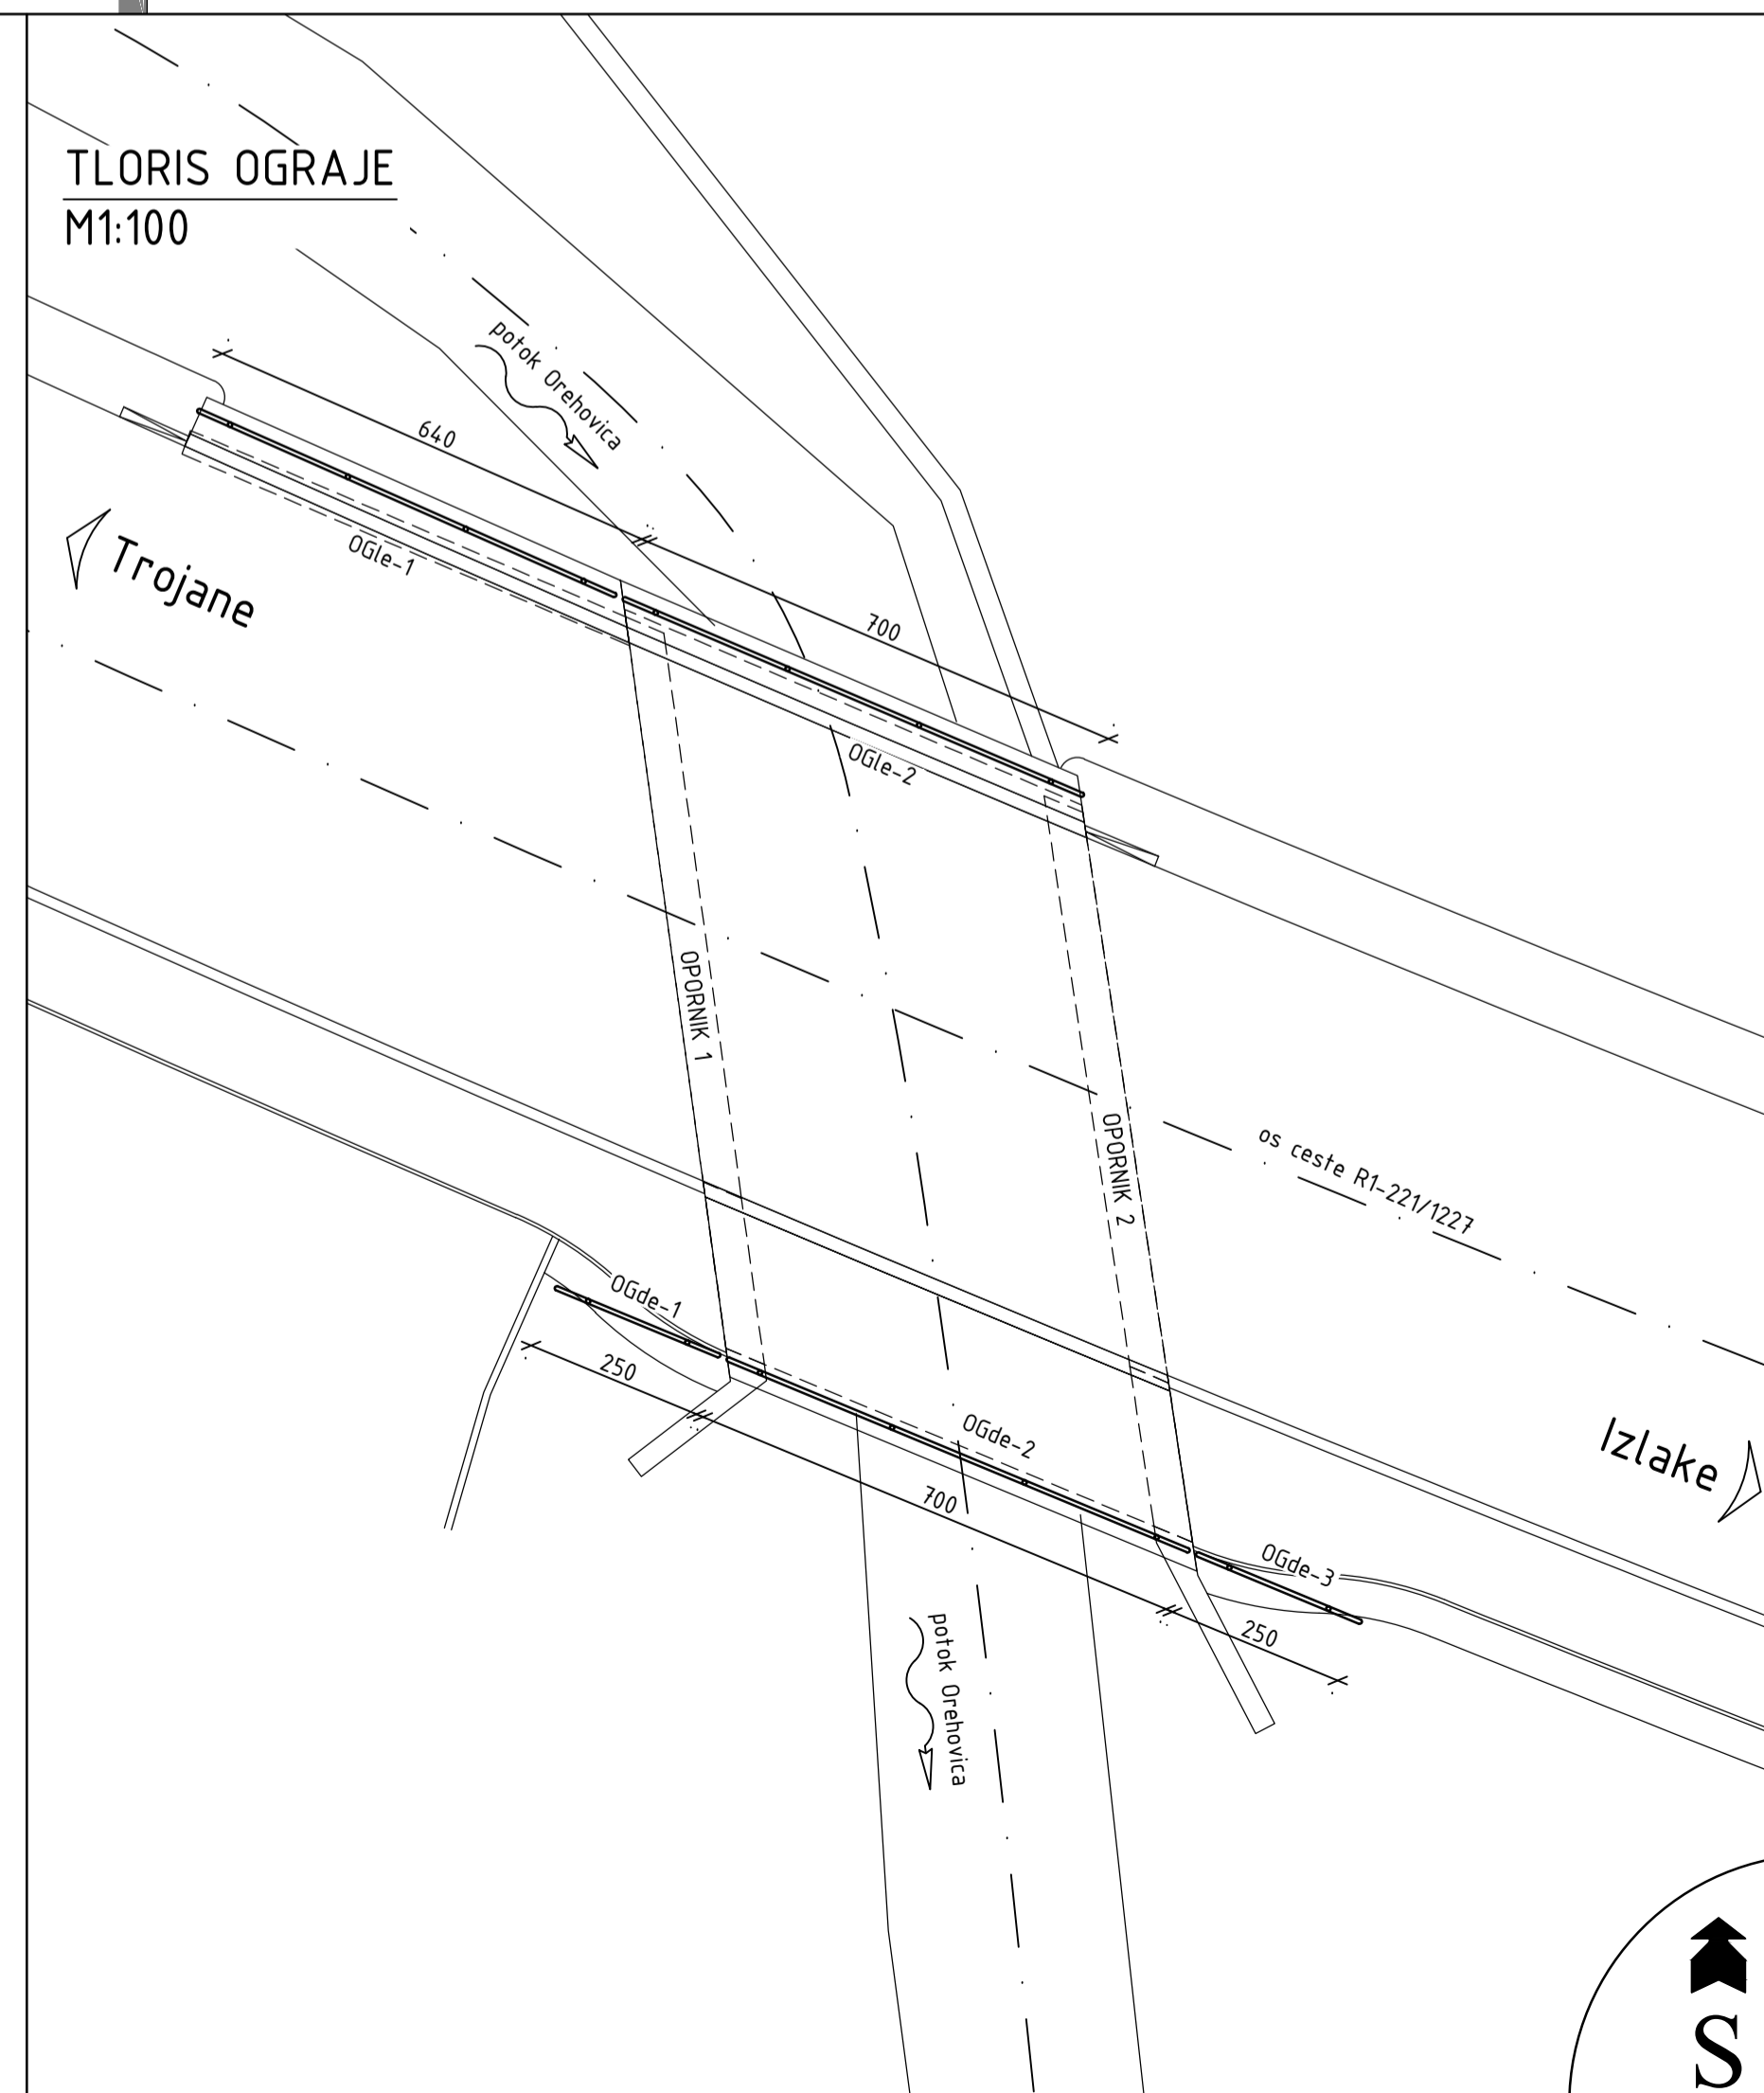 TLORIS OGRAJE
M1:100
potok Orehovica
640
OGle-1
Trojane
700
OGle-2
OPORNIK 1
OPORNIK 2
os ceste R1-221/1227
OGde-1
250
OGde-2
700
Izlake
OGde-3
250
potok Orehovica
S